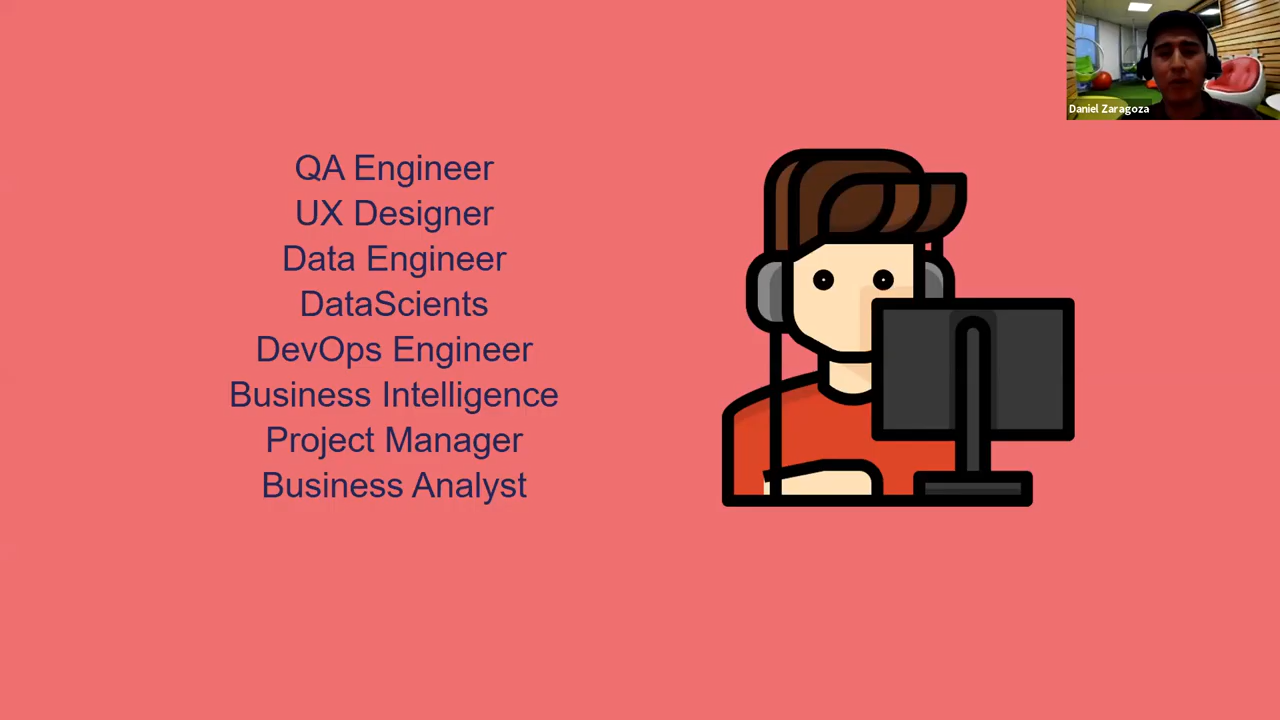 Daniel Zaragoza
QA Engineer
UX Designer
Data Engineer
DataScients
DevOps Engineer
Business Intelligence
Project Manager
Business Analyst